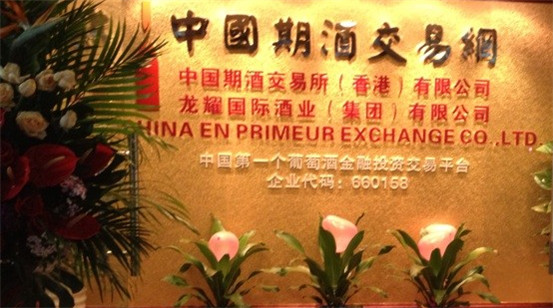 中國期酒交易網
中国期酒交易所（香港）有限公司
龙耀国际酒业（集团）有限公司
HINA EN PRIMEUR EXCHANGE CO.,LTD
中国第一个葡萄酒金融投资交易平台
企业代码：660158